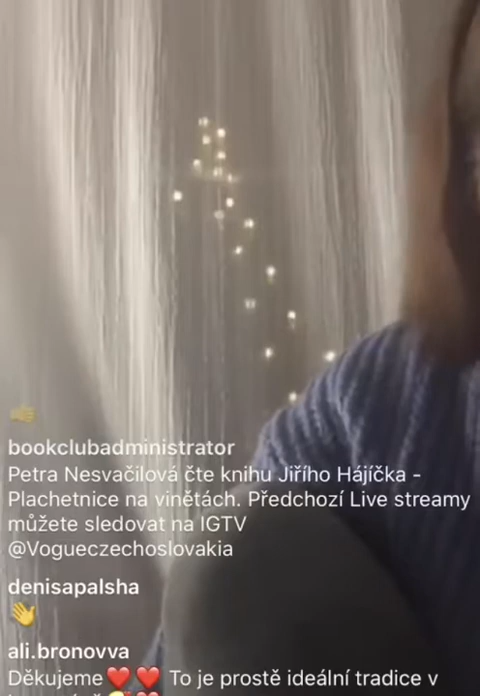 bookclubadministrator
Petra Nesvačilová čte knihu Jiřího Hájíčka -
Plachetnice na vinětách. Předchozí Live streamy
můžete sledovat na IGTV
@Vogueczechoslovakia
denisapalsha
👋
ali.bronovva
Děkujeme❤️❤️ To je prostě ideální tradice v